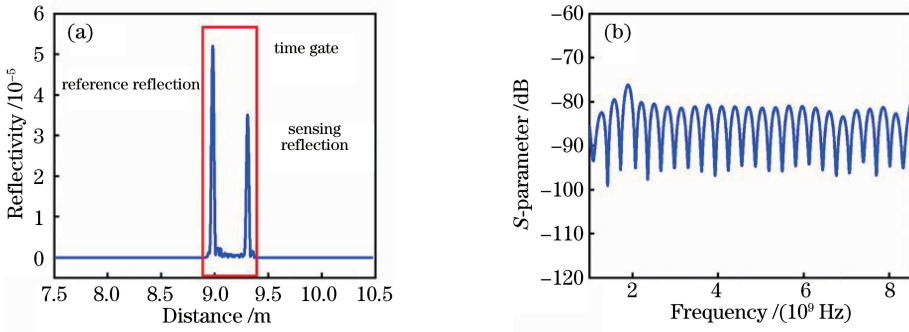 (a)
time gate
reference reflection
sensing
reflection
Reflectivity /10⁻⁵
6
5
4
3
2
1
0
7.5 8.0 8.5 9.0 9.5 10.0 10.5
Distance /m
(b)
S-parameter /dB
−60
−70
−80
−90
−100
−110
−120
2 4 6 8
Frequency /(10⁹ Hz)